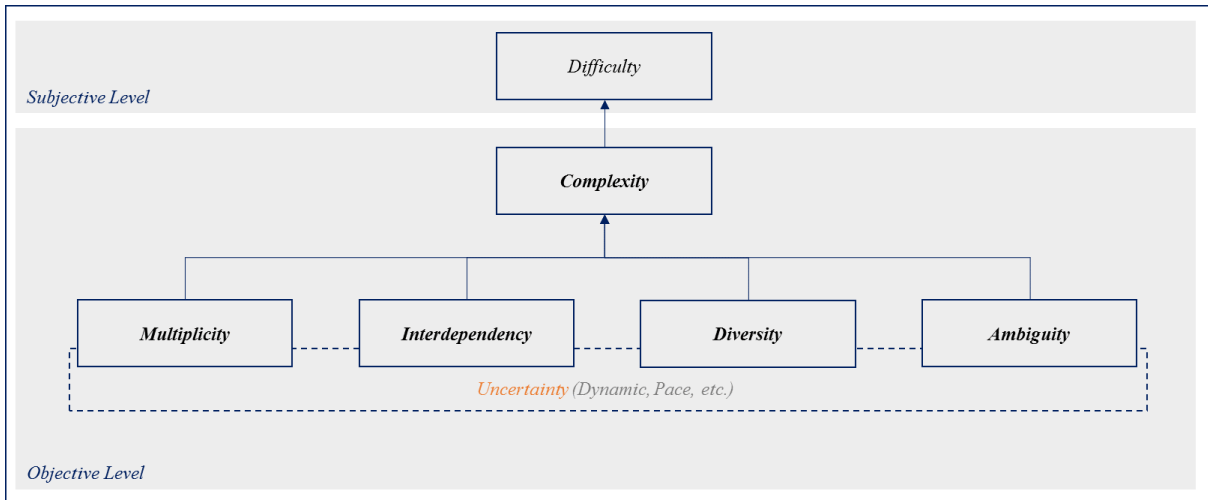 Difficulty
Subjective Level
Complexity
Multiplicity
Interdependency
Diversity
Ambiguity
Uncertainty (Dynamic, Pace, etc.)
Objective Level